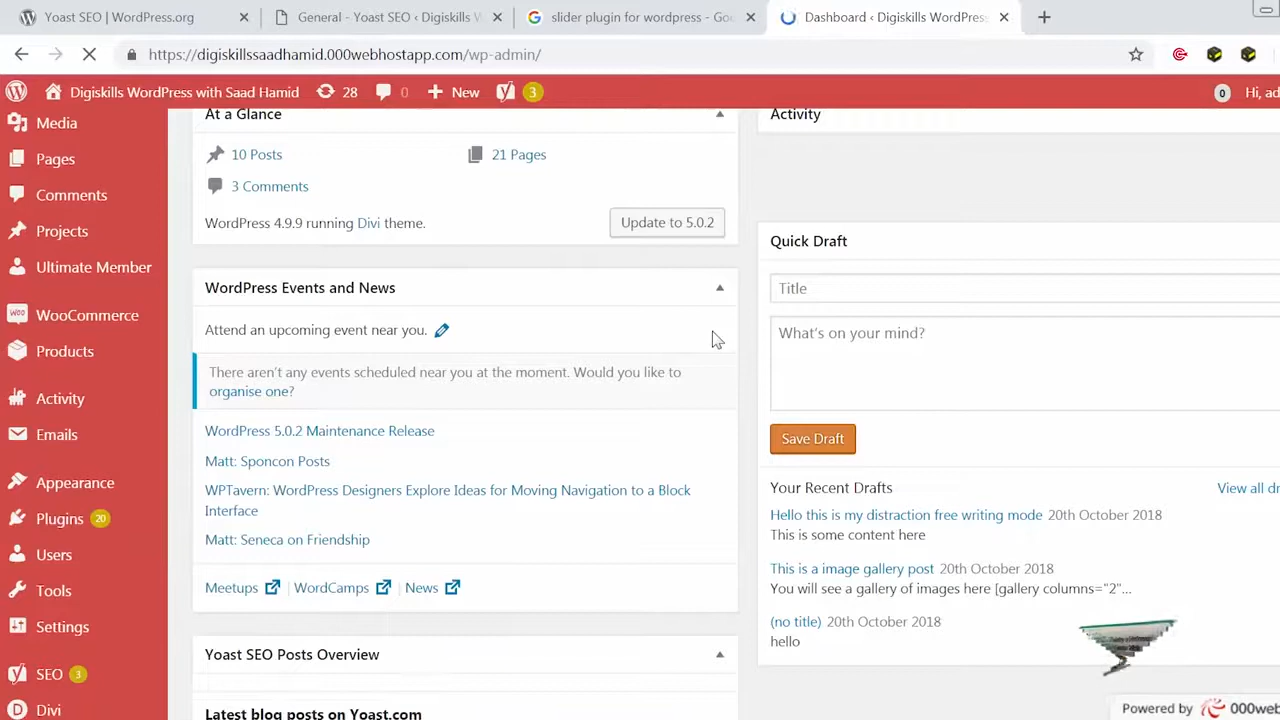 Yoast SEO | WordPress.org
General - Yoast SEO ‹ Digiskills W
slider plugin for wordpress - Goo
Dashboard ‹ Digiskills WordPress
https://digiskillssaadhamid.000webhostapp.com/wp-admin/
Digiskills WordPress with Saad Hamid
28
0
New
3
0
Hi, ad
Media
Pages
Comments
Projects
Ultimate Member
WooCommerce
Products
Activity
Emails
Appearance
Plugins 20
Users
Tools
Settings
SEO 3
Divi
At a Glance
10 Posts
21 Pages
3 Comments
WordPress 4.9.9 running Divi theme.
Update to 5.0.2
WordPress Events and News
Attend an upcoming event near you.
There aren't any events scheduled near you at the moment. Would you like to
organise one?
WordPress 5.0.2 Maintenance Release
Matt: Sponcon Posts
WPTavern: WordPress Designers Explore Ideas for Moving Navigation to a Block
Interface
Matt: Seneca on Friendship
Meetups | WordCamps | News
Yoast SEO Posts Overview
Latest blog posts on Yoast.com
Activity
Quick Draft
Title
What's on your mind?
Save Draft
Your Recent Drafts
View all dr
Hello this is my distraction free writing mode 20th October 2018
This is some content here
This is a image gallery post 20th October 2018
You will see a gallery of images here [gallery columns="2"...
(no title) 20th October 2018
hello
Powered by 000web